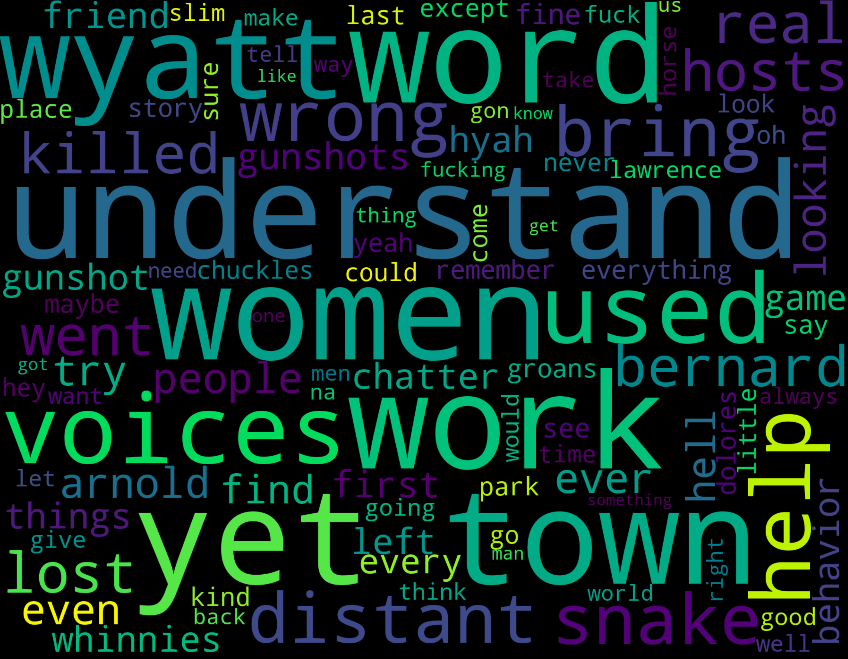 friend slim make last except fine fuck us
wyatt word real
tell like way take horse hosts
place story sure wrong gon know bring look oh
killed gunshots hyah never lawrence looking
fucking
understand
thing yeah come get
gunshot need chuckles could remember everything
maybe women one used game
went say
got try people chatter groans bernard
hey want men na
voices work would see time hell dolores little always
let arnold find first ever park something help
things going left go man
give yet town behavior
lost every think world right
even kind back distant snake good
whinnies well